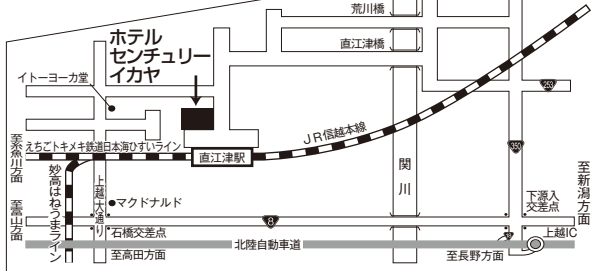 荒川橋
ホテル
センチュリー
イカヤ
直江津橋
イトーヨーカ堂
253
JR信越本線
350
至糸魚川方面
えちごトキメキ鉄道日本海ひすいライン
直江津駅
関川
至新潟方面
妙高はねうまライン
上越大通り
マクドナルド
下源入
交差点
至富山方面
8
石橋交差点
上越IC
北陸自動車道
至高田方面
至長野方面